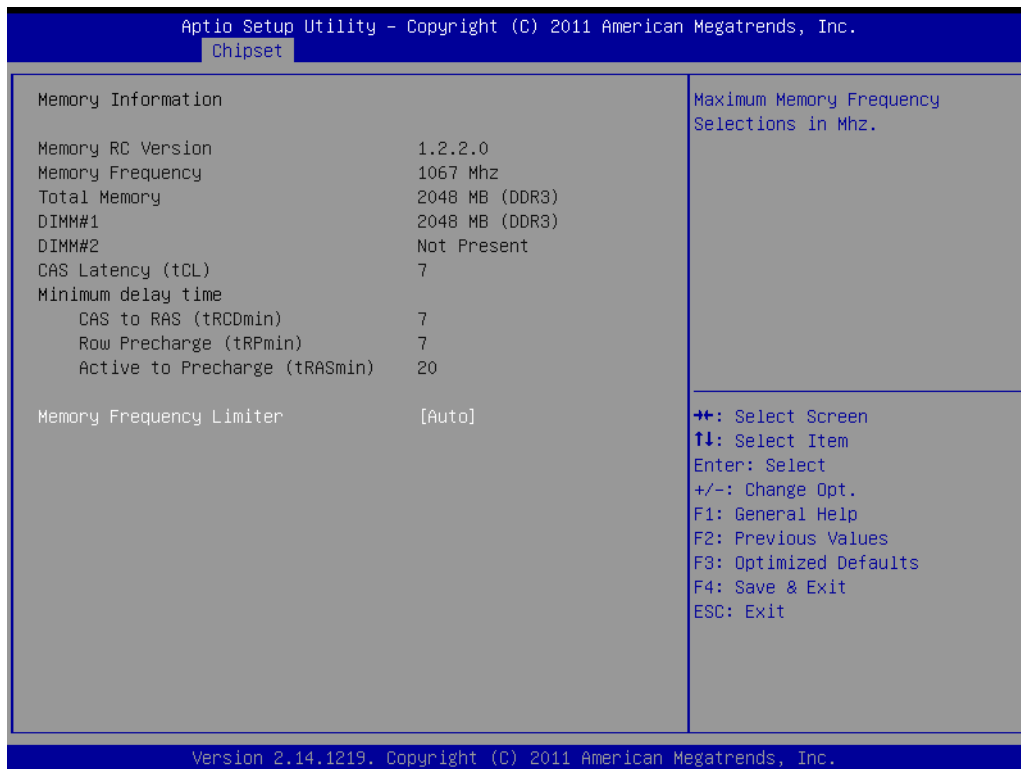 Aptio Setup Utility – Copyright (C) 2011 American Megatrends, Inc.
Chipset
Memory Information
Memory RC Version 1.2.2.0
Memory Frequency 1067 Mhz
Total Memory 2048 MB (DDR3)
DIMM#1 2048 MB (DDR3)
DIMM#2 Not Present
CAS Latency (tCL) 7
Minimum delay time
CAS to RAS (tRCDmin) 7
Row Precharge (tRPmin) 7
Active to Precharge (tRASmin) 20
Memory Frequency Limiter [Auto]
Maximum Memory Frequency
Selections in Mhz.
→←: Select Screen
↑↓: Select Item
Enter: Select
+/-: Change Opt.
F1: General Help
F2: Previous Values
F3: Optimized Defaults
F4: Save & Exit
ESC: Exit
Version 2.14.1219. Copyright (C) 2011 American Megatrends, Inc.